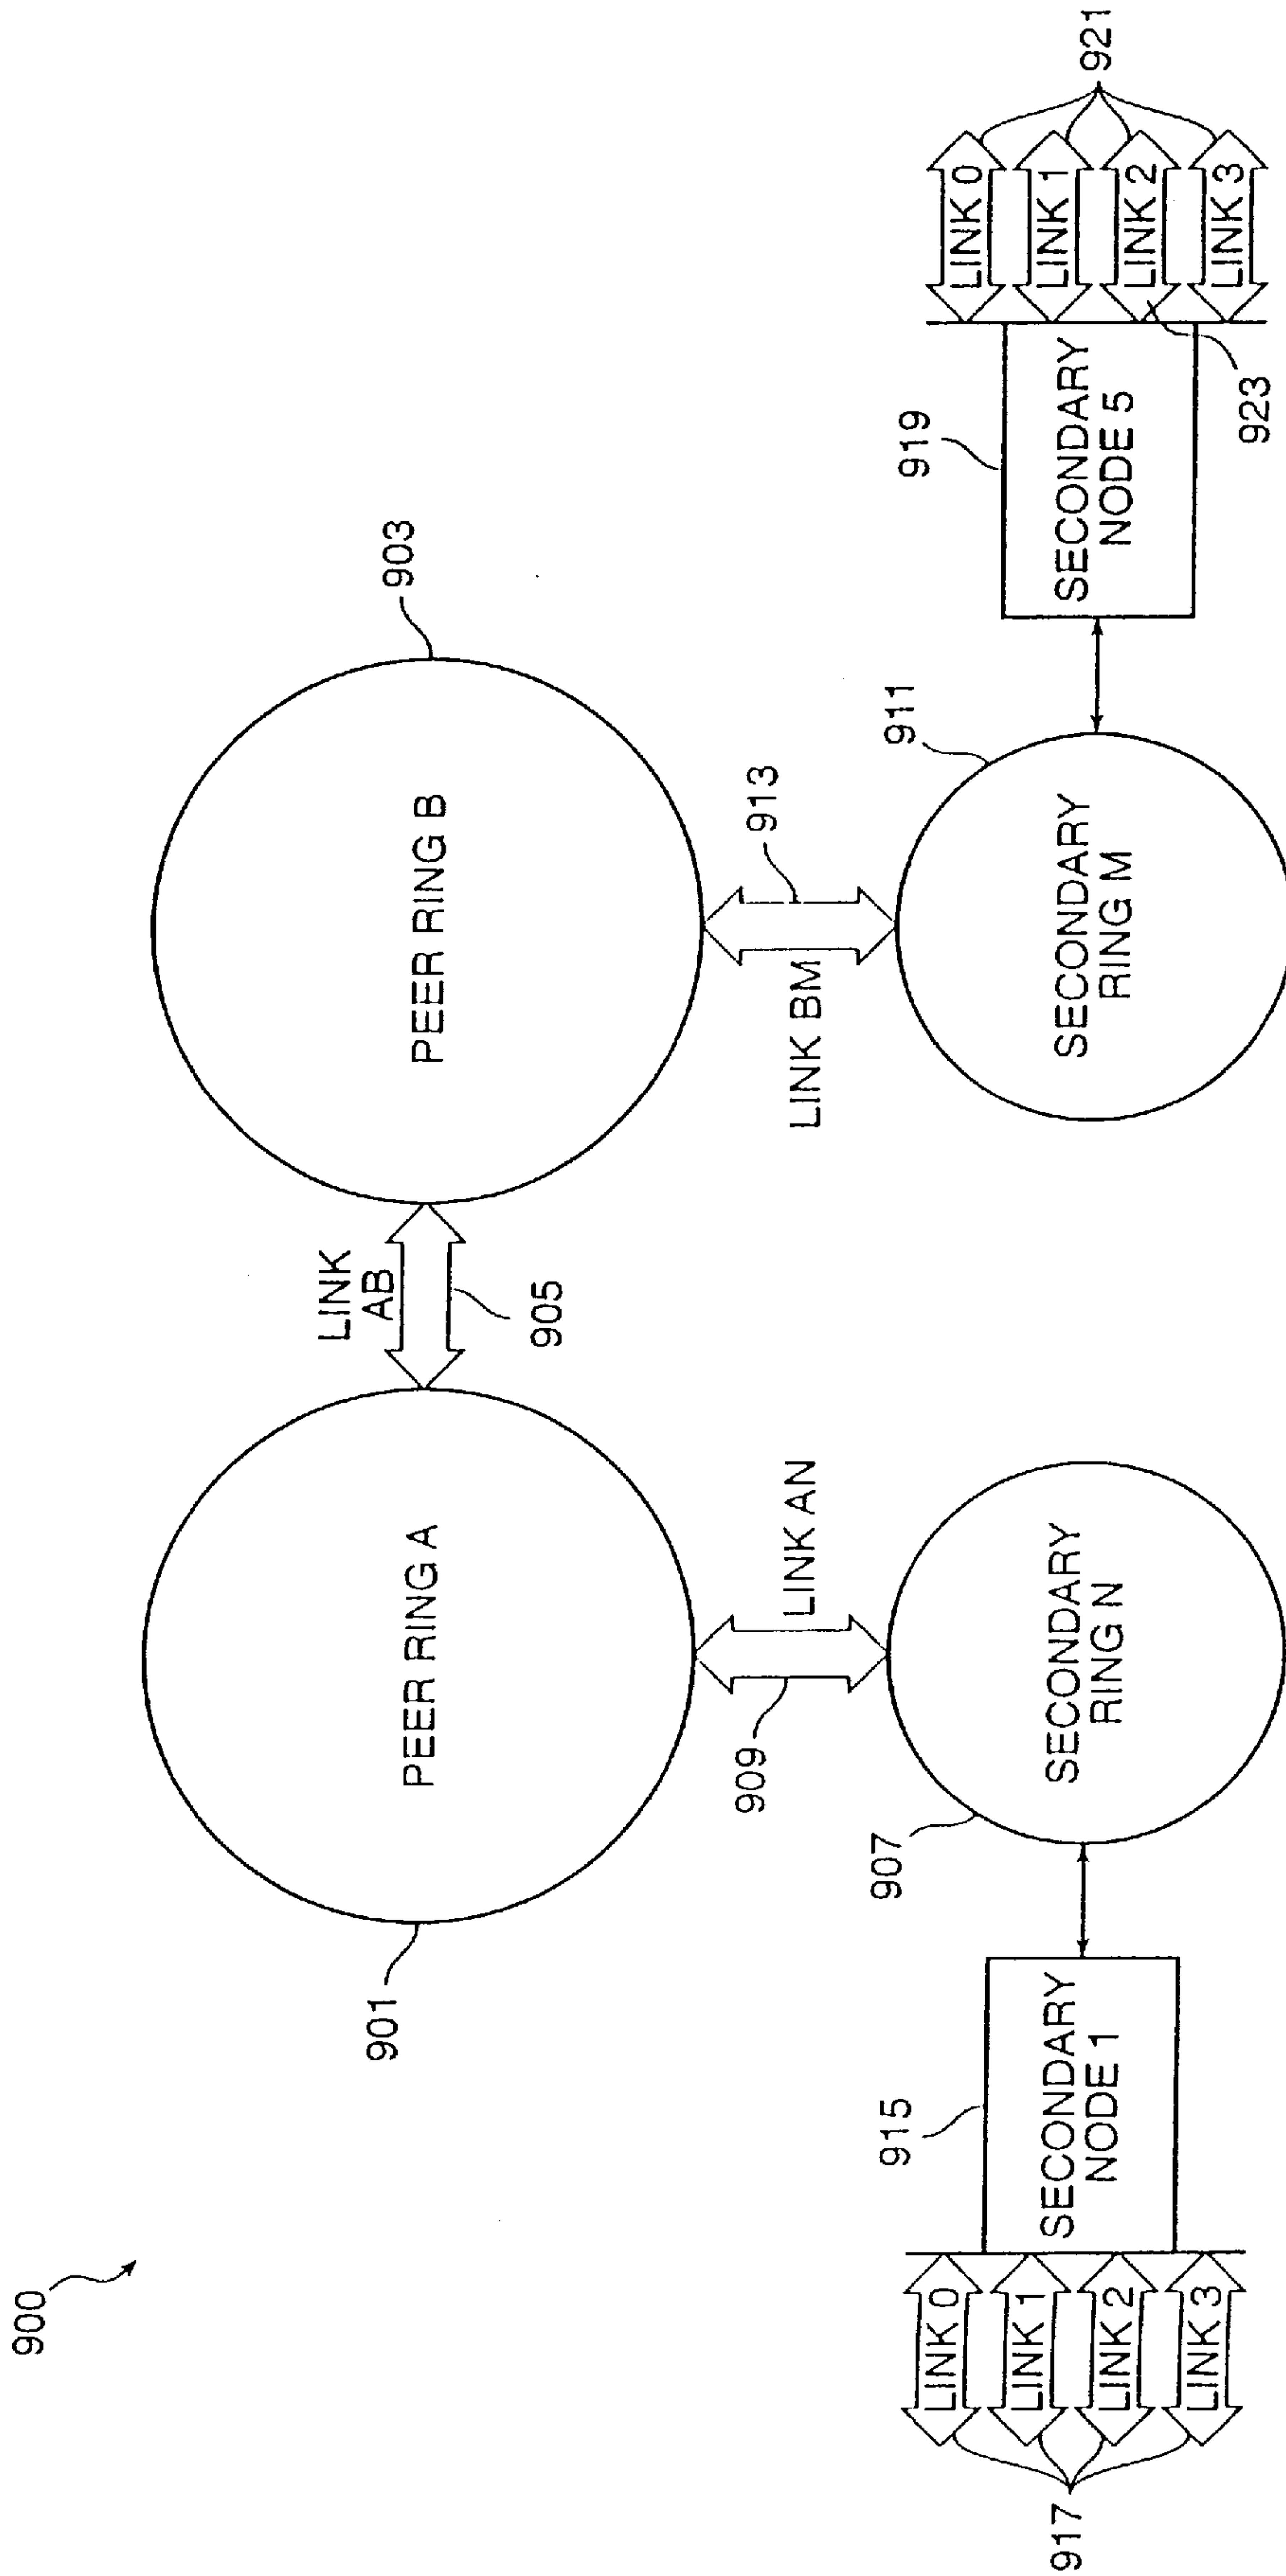 900
901
PEER RING A
LINK
AB
905
PEER RING B
903
909
LINK AN
LINK BM
913
917
LINK 0
LINK 1
LINK 2
LINK 3
915
SECONDARY
NODE 1
907
SECONDARY
RING N
SECONDARY
RING M
911
919
SECONDARY
NODE 5
923
LINK 0
LINK 1
LINK 2
LINK 3
921